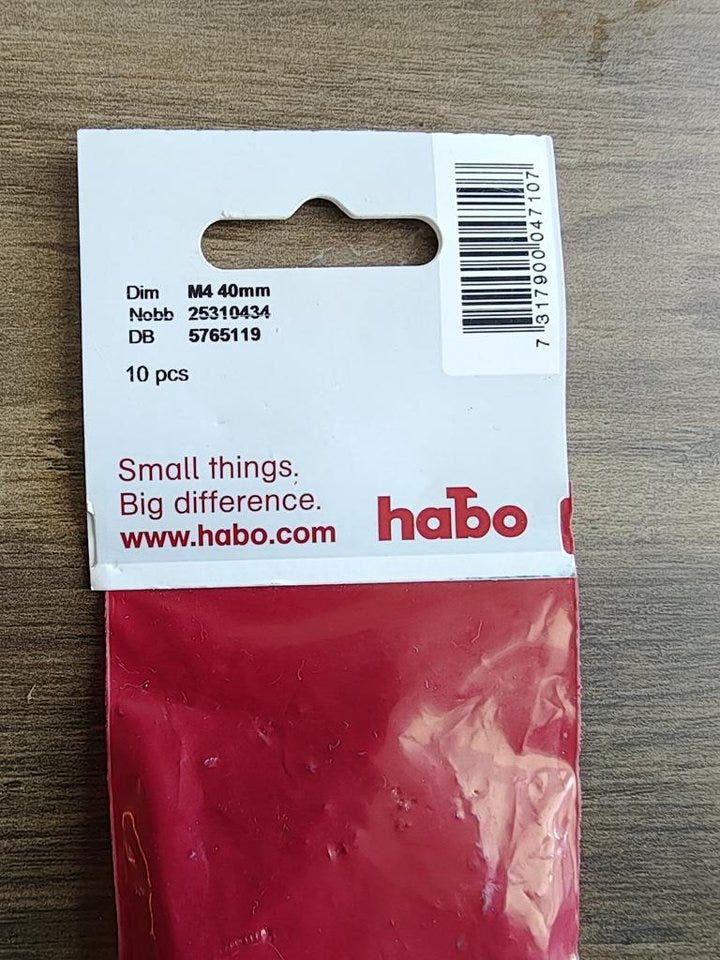 Dim M4 40mm
Nobb 25310434
DB 5765119
10 pcs
7 317900 047107
Small things.
Big difference.
www.habo.com
habo